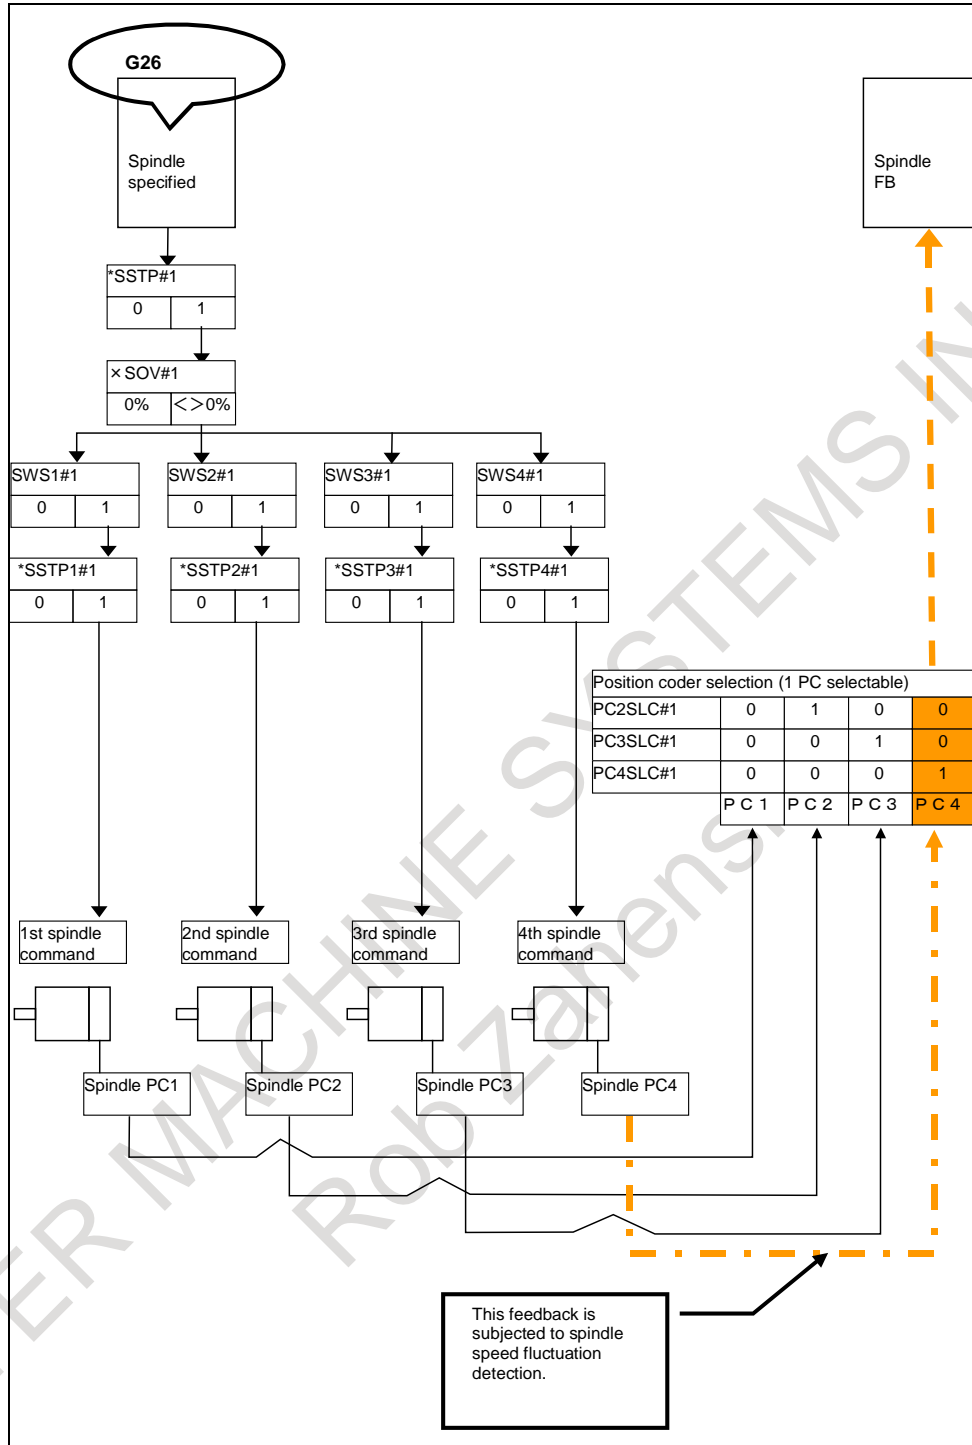 G26
Spindle
specified
Spindle
FB
*SSTP#1
0 1
×SOV#1
0% <>0%
SWS1#1 SWS2#1 SWS3#1 SWS4#1
0 1 0 1 0 1 0 1
*SSTP1#1 *SSTP2#1 *SSTP3#1 *SSTP4#1
0 1 0 1 0 1 0 1
Position coder selection (1 PC selectable)
PC2SLC#1 0 1 0 0
PC3SLC#1 0 0 1 0
PC4SLC#1 0 0 0 1
PC1 PC2 PC3 PC4
1st spindle
command
2nd spindle
command
3rd spindle
command
4th spindle
command
Spindle PC1 Spindle PC2 Spindle PC3 Spindle PC4
This feedback is
subjected to spindle
speed fluctuation
detection.
MACHINE SYSTEMS
Rob